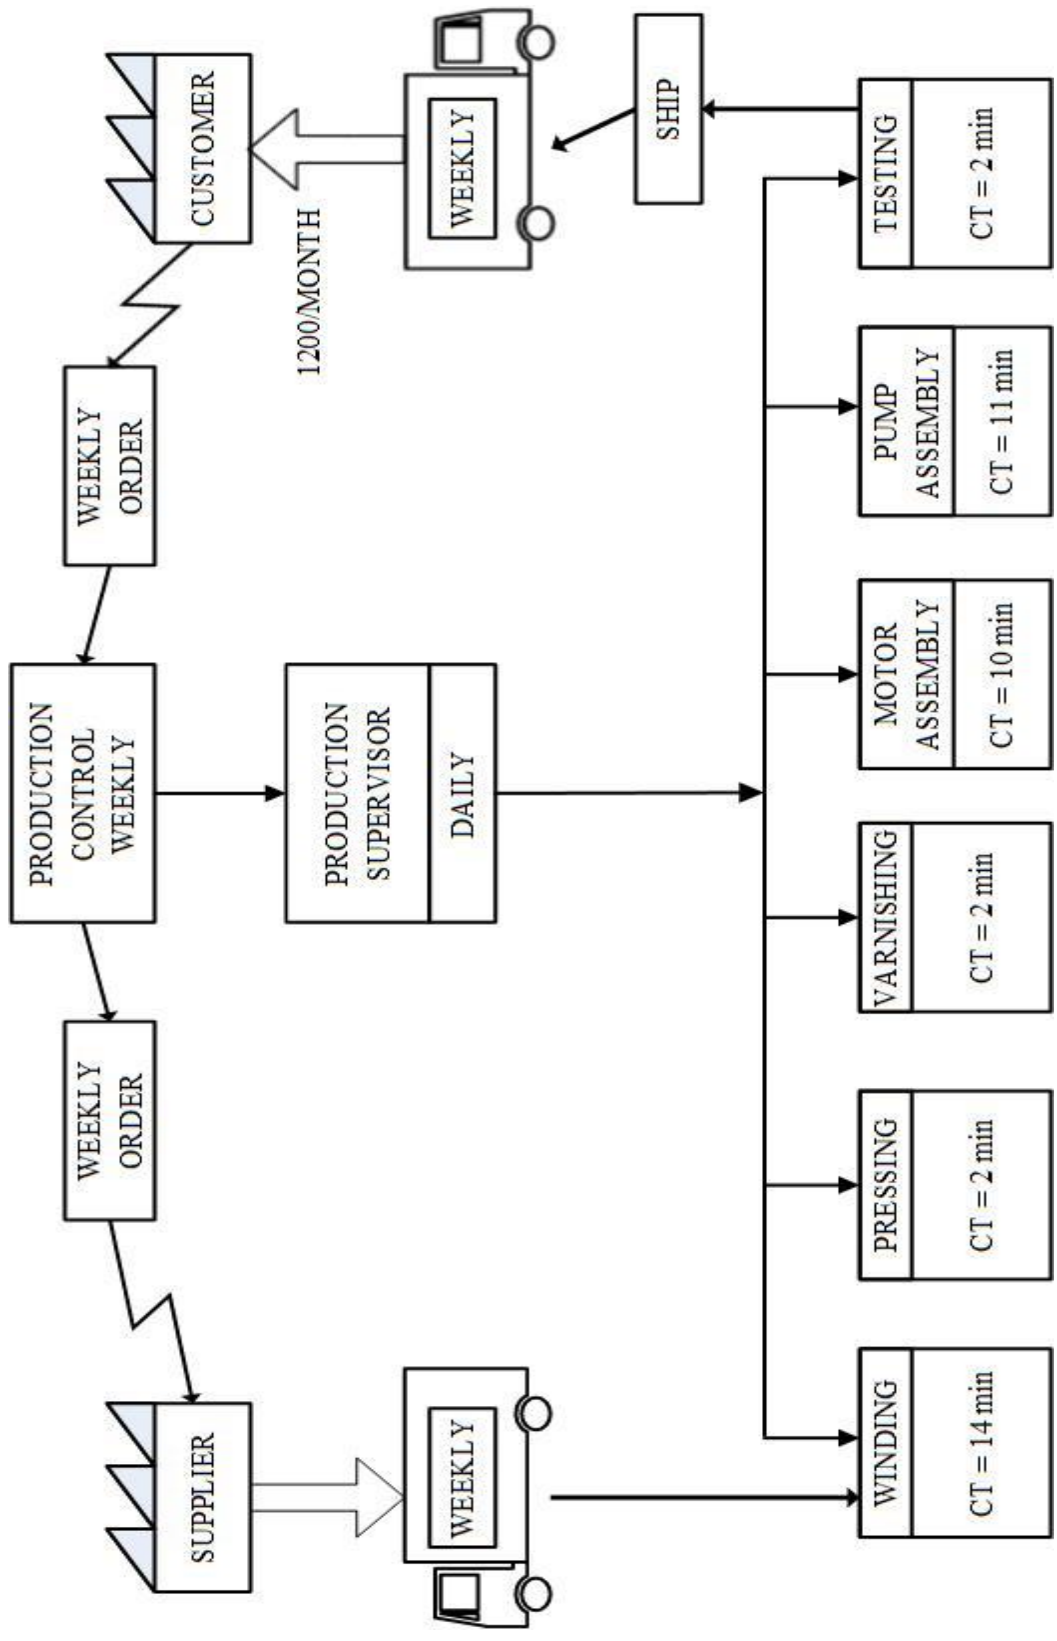 PRODUCTION
CONTROL
WEEKLY
WEEKLY
ORDER
WEEKLY
ORDER
SUPPLIER
CUSTOMER
PRODUCTION
SUPERVISOR
DAILY
1200/MONTH
WEEKLY
WEEKLY
SHIP
WINDING
CT = 14 min
PRESSING
CT = 2 min
VARNISHING
CT = 2 min
MOTOR
ASSEMBLY
CT = 10 min
PUMP
ASSEMBLY
CT = 11 min
TESTING
CT = 2 min